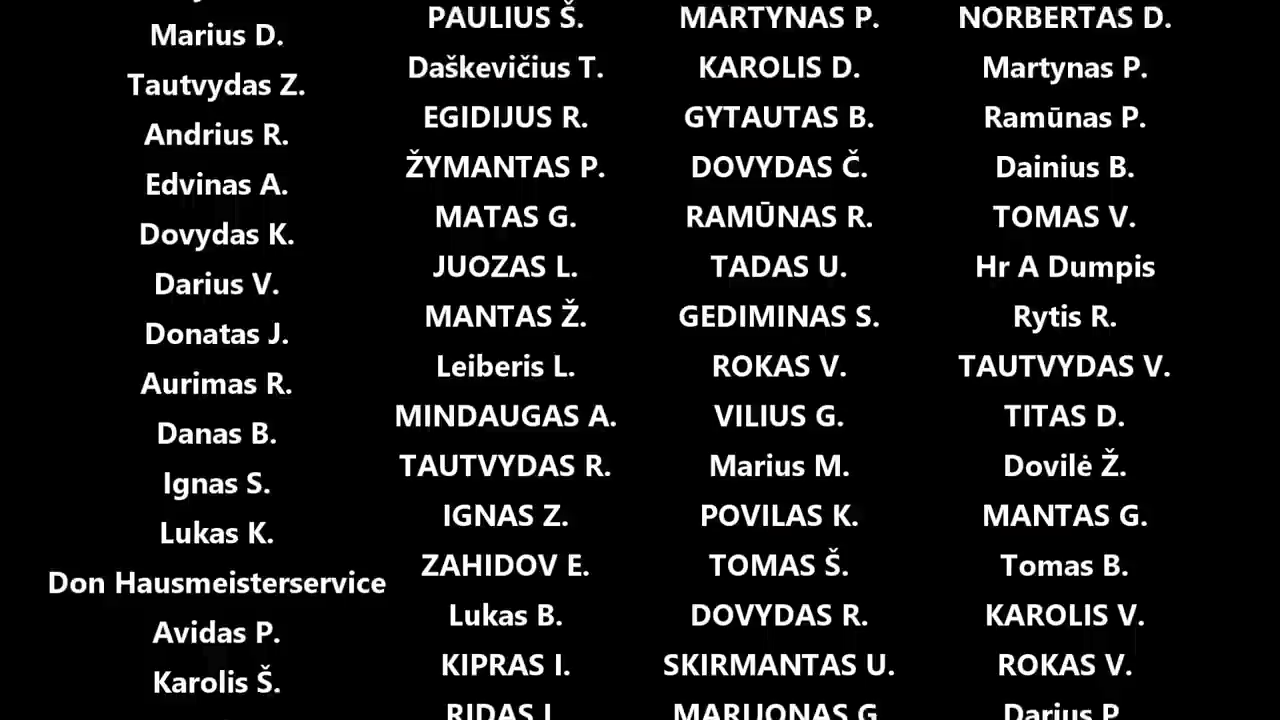 Marius D.
Tautvydas Z.
Andrius R.
Edvinas A.
Dovydas K.
Darius V.
Donatas J.
Aurimas R.
Danas B.
Ignas S.
Lukas K.
Don Hausmeisterservice
Avidas P.
Karolis Š.
PAULIUS Š.
Daškevičius T.
EGIDIJUS R.
ŽYMANTAS P.
MATAS G.
JUOZAS L.
MANTAS Ž.
Leiberis L.
MINDAUGAS A.
TAUTVYDAS R.
IGNAS Z.
ZAHIDOV E.
Lukas B.
KIPRAS I.
MARTYNAS P.
KAROLIS D.
GYTAUTAS B.
DOVYDAS Č.
RAMŪNAS R.
TADAS U.
GEDIMINAS S.
ROKAS V.
VILIUS G.
Marius M.
POVILAS K.
TOMAS Š.
DOVYDAS R.
SKIRMANTAS U.
MARIJONAS G.
NORBERTAS D.
Martynas P.
Ramūnas P.
Dainius B.
TOMAS V.
Hr A Dumpis
Rytis R.
TAUTVYDAS V.
TITAS D.
Dovilė Ž.
MANTAS G.
Tomas B.
KAROLIS V.
ROKAS V.
Darius P.